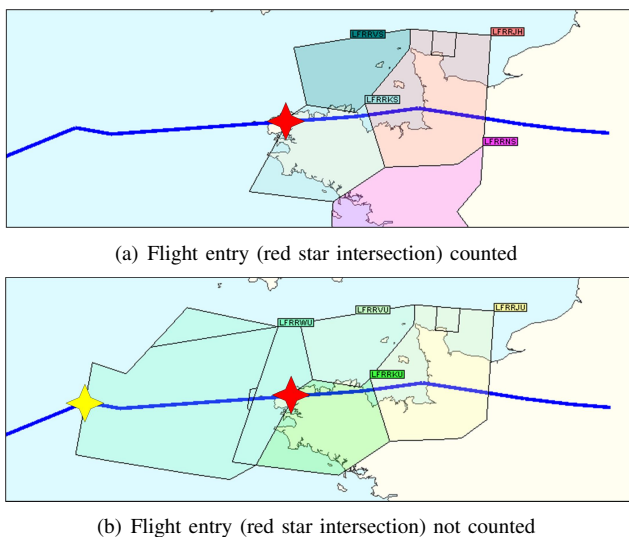 LFRRVS
LFRRJH
LFRRKS
LFRRNS
(a) Flight entry (red star intersection) counted
LFRRWU
LFRRVU
LFRRJU
LFRRKU
(b) Flight entry (red star intersection) not counted